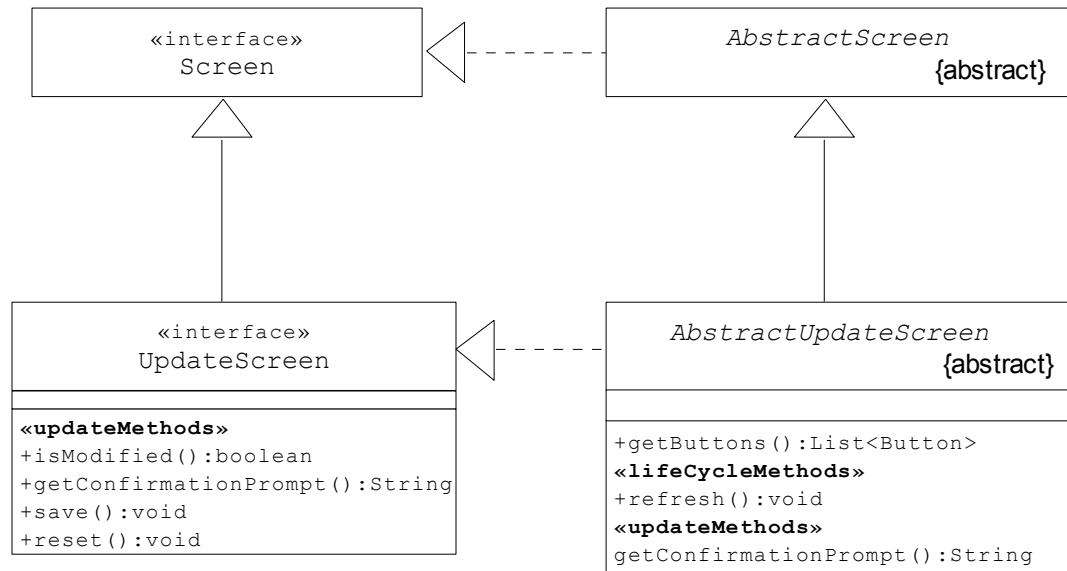 «interface»
Screen
AbstractScreen
{abstract}
«interface»
UpdateScreen
«updateMethods»
+isModified():boolean
+getConfirmationPrompt():String
+save():void
+reset():void
AbstractUpdateScreen
{abstract}
+getButtons():List<Button>
«lifeCycleMethods»
+refresh():void
«updateMethods»
getConfirmationPrompt():String